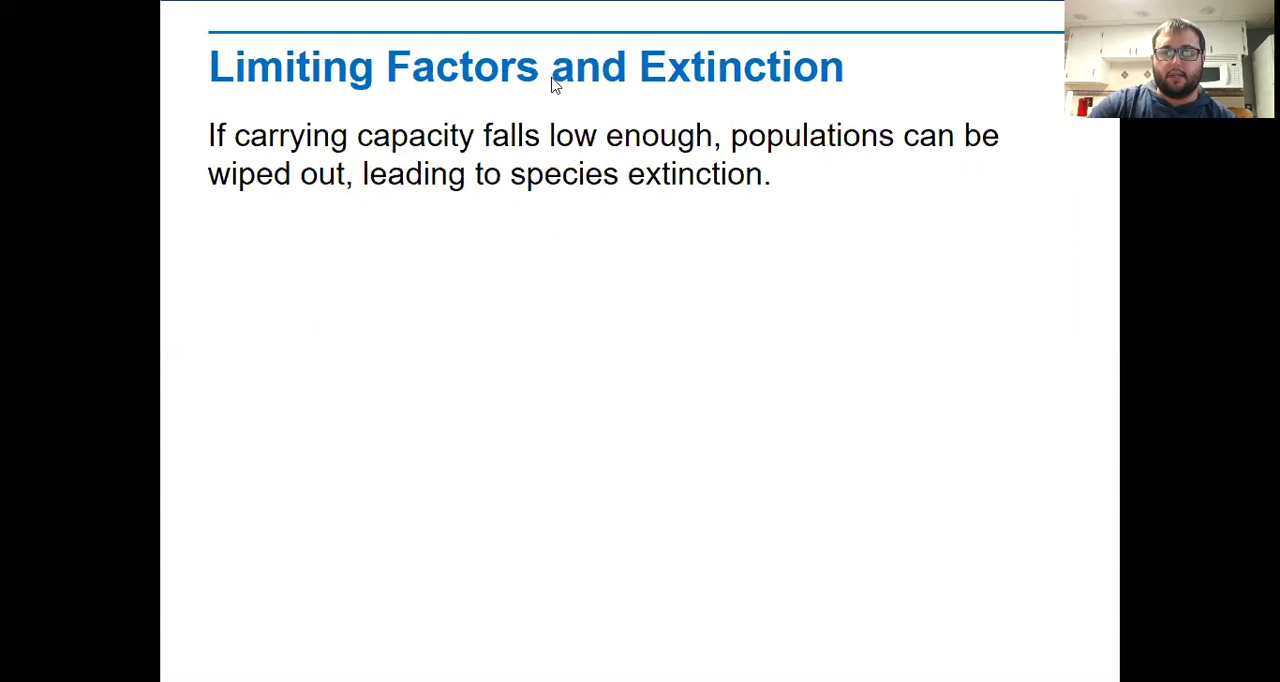 Limiting Factors and Extinction
If carrying capacity falls low enough, populations can be
wiped out, leading to species extinction.